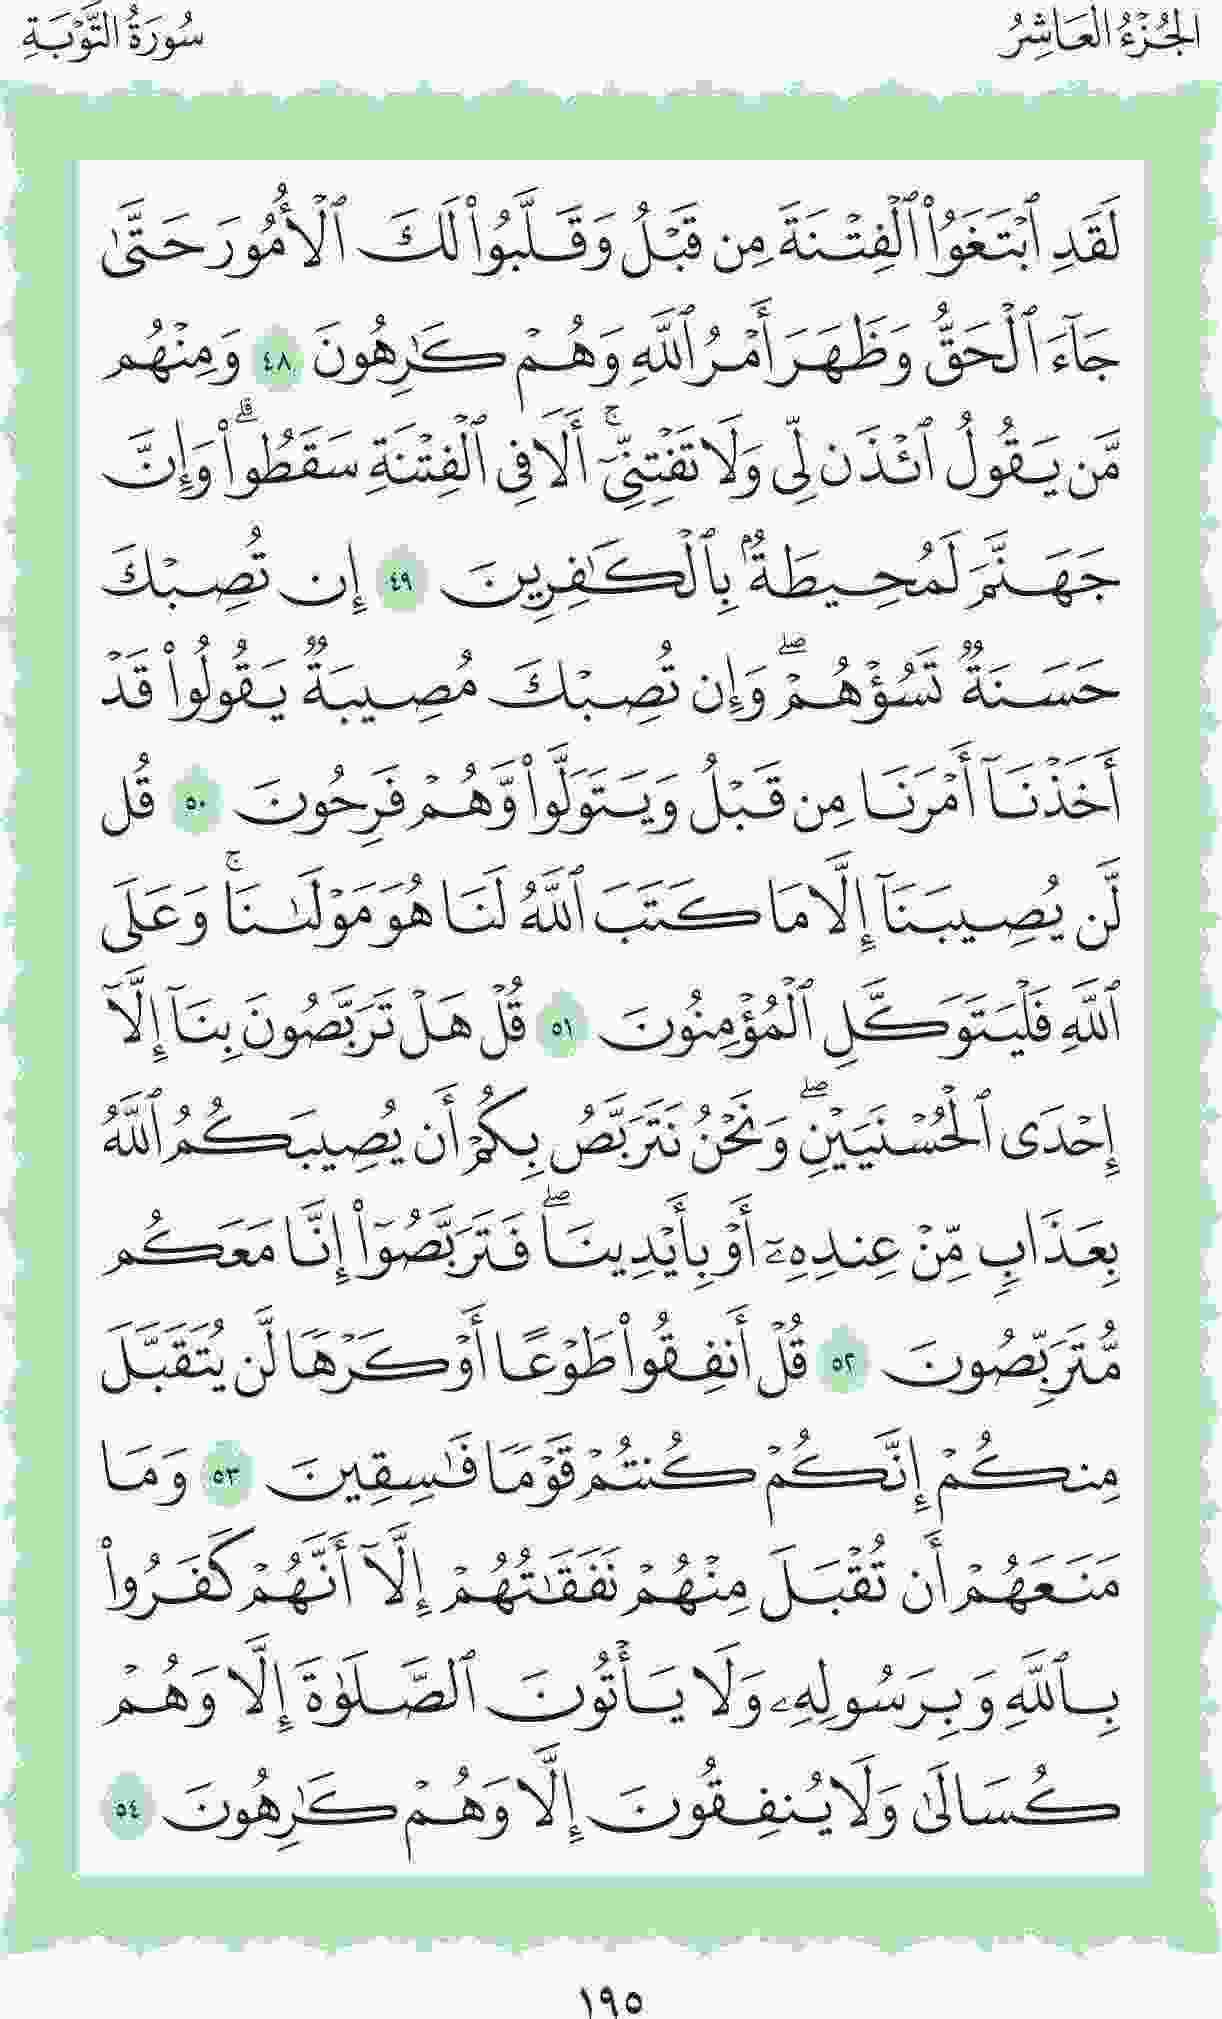 الجُزْءُ العَاشِرُ سُورَةُ التَّوْبَةِ
لَقَدِ ٱبْتَغَوُا۟ ٱلْفِتْنَةَ مِن قَبْلُ وَقَلَّبُوا۟ لَكَ ٱلْأُمُورَ حَتَّىٰ
جَآءَ ٱلْحَقُّ وَظَهَرَ أَمْرُ ٱللَّهِ وَهُمْ كَـٰرِهُونَ ٤٨ وَمِنْهُم
مَّن يَقُولُ ٱئْذَن لِّى وَلَا تَفْتِنِّىٓ ۚ أَلَا فِى ٱلْفِتْنَةِ سَقَطُوا۟ ۗ وَإِنَّ
جَهَنَّمَ لَمُحِيطَةٌۢ بِٱلْكَـٰفِرِينَ ٤٩ إِن تُصِبْكَ
حَسَنَةٌ تَسُؤْهُمْ ۖ وَإِن تُصِبْكَ مُصِيبَةٌ يَقُولُوا۟ قَدْ
أَخَذْنَآ أَمْرَنَا مِن قَبْلُ وَيَتَوَلَّوا۟ وَّهُمْ فَرِحُونَ ٥٠ قُل
لَّن يُصِيبَنَآ إِلَّا مَا كَتَبَ ٱللَّهُ لَنَا هُوَ مَوْلَىٰنَا ۚ وَعَلَى
ٱللَّهِ فَلْيَتَوَكَّلِ ٱلْمُؤْمِنُونَ ٥١ قُلْ هَلْ تَرَبَّصُونَ بِنَآ إِلَّآ
إِحْدَى ٱلْحُسْنَيَيْنِ ۖ وَنَحْنُ نَتَرَبَّصُ بِكُمْ أَن يُصِيبَكُمُ ٱللَّهُ
بِعَذَابٍ مِّنْ عِندِهِۦٓ أَوْ بِأَيْدِينَا ۖ فَتَرَبَّصُوٓا۟ إِنَّا مَعَكُم
مُّتَرَبِّصُونَ ٥٢ قُلْ أَنفِقُوا۟ طَوْعًا أَوْ كَرْهًا لَّن يُتَقَبَّلَ
مِنكُمْ إِنَّكُمْ كُنتُمْ قَوْمًا فَـٰسِقِينَ ٥٣ وَمَا
مَنَعَهُمْ أَن تُقْبَلَ مِنْهُمْ نَفَقَـٰتُهُمْ إِلَّآ أَنَّهُمْ كَفَرُوا۟
بِٱللَّهِ وَبِرَسُولِهِۦ وَلَا يَأْتُونَ ٱلصَّلَوٰةَ إِلَّا وَهُمْ
كُسَالَىٰ وَلَا يُنفِقُونَ إِلَّا وَهُمْ كَـٰرِهُونَ ٥٤
١٩٥